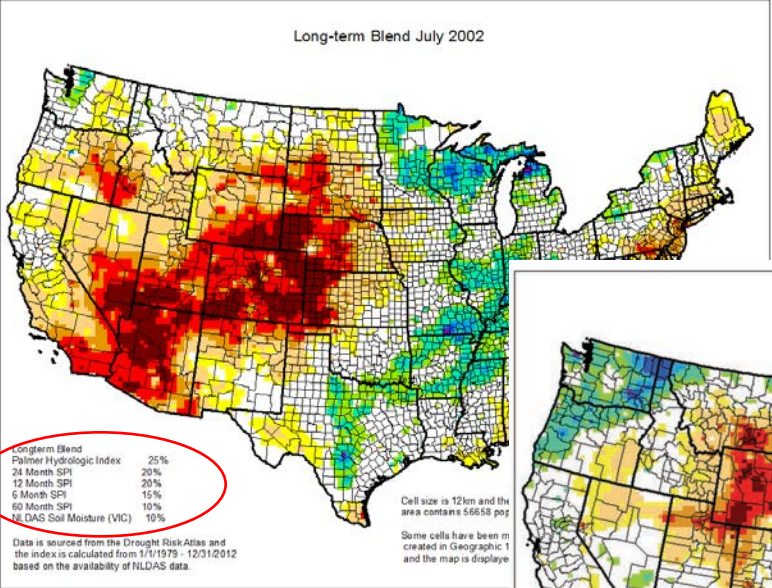 Long-term Blend July 2002
Longterm Blend
Palmer Hydrologic Index 25%
24 Month SPI 20%
12 Month SPI 20%
6 Month SPI 15%
60 Month SPI 10%
NLDAS Soil Moisture (VIC) 10%
Data is sourced from the Drought Risk Atlas and
the index is calculated from 1/1/1979 - 12/31/2012
based on the availability of NLDAS data.
Cell size is 12km and the
area contains 56658 pop
Some cells have been m
created in Geographic 1
and the map is displaye